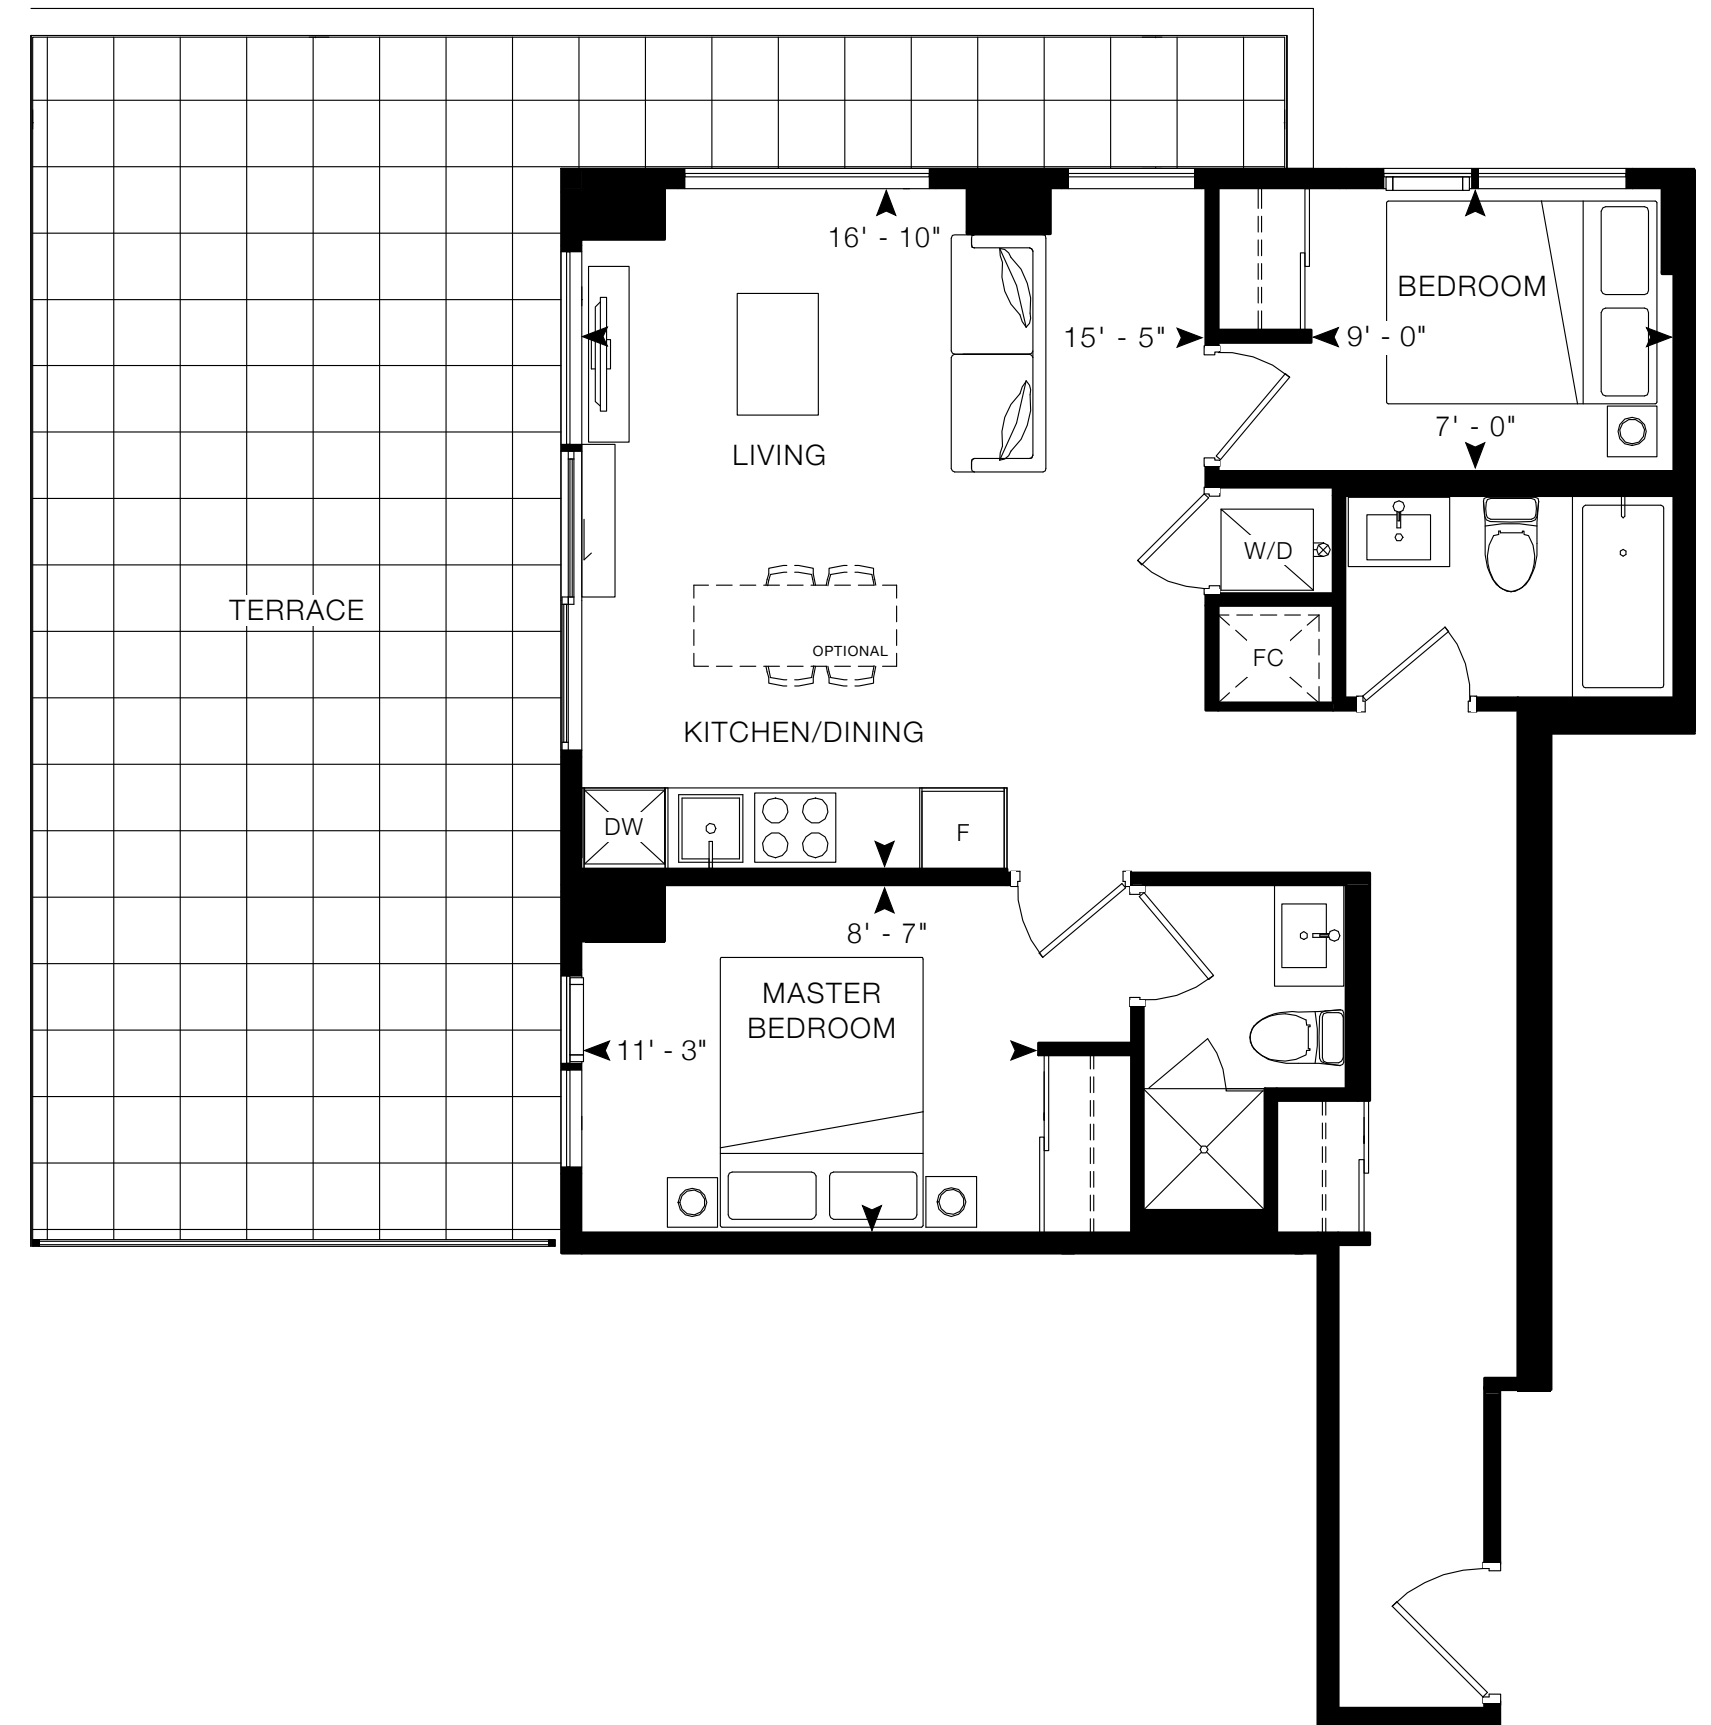 16' - 10"
BEDROOM
15' - 5"
9' - 0"
7' - 0"
LIVING
W/D
TERRACE
OPTIONAL
FC
KITCHEN/DINING
DW
F
8' - 7"
MASTER
BEDROOM
11' - 3"